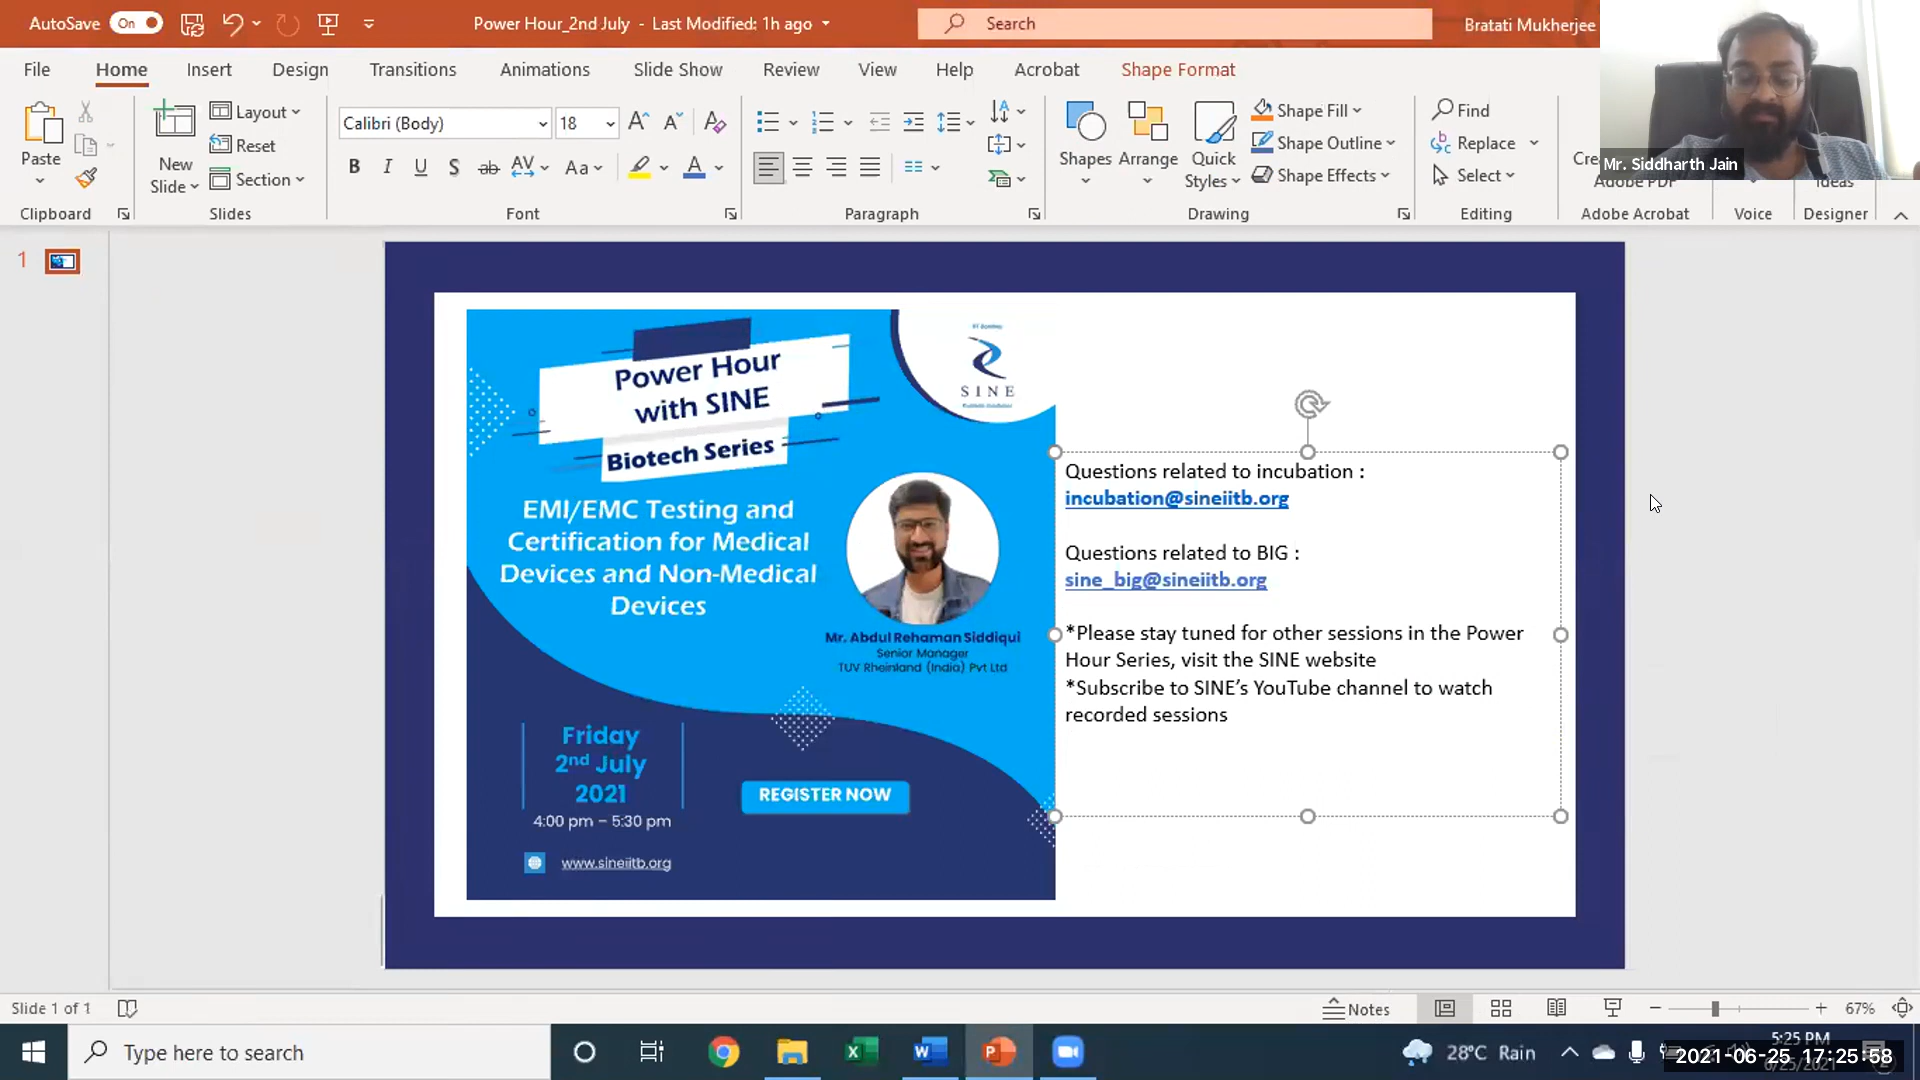 AutoSave On
Power Hour_2nd July - Last Modified: 1h ago
Search
Bratati Mukherjee
File Home Insert Design Transitions Animations Slide Show Review View Help Acrobat Shape Format
Paste
New Slide
Layout
Reset
Section
Calibri (Body) 18
Shapes
Arrange
Quick Styles
Shape Fill
Shape Outline
Shape Effects
Find
Replace
Select
Mr. Siddharth Jain
Clipboard Slides Font Paragraph Drawing Editing Adobe Acrobat Voice Designer
1
Power Hour
with SINE
Biotech Series
SINE
EMI/EMC Testing and
Certification for Medical
Devices and Non-Medical
Devices
Mr. Abdul Rehaman Siddiqui
Senior Manager
TUV Rheinland (India) Pvt Ltd
Friday
2nd July
2021
4:00 pm – 5:30 pm
REGISTER NOW
www.sineiitb.org
Questions related to incubation :
incubation@sineiitb.org
Questions related to BIG :
sine_big@sineiitb.org
*Please stay tuned for other sessions in the Power
Hour Series, visit the SINE website
*Subscribe to SINE’s YouTube channel to watch
recorded sessions
Slide 1 of 1
Notes
67%
Type here to search
28°C Rain
5:25 PM
2021-06-25 17:25:58